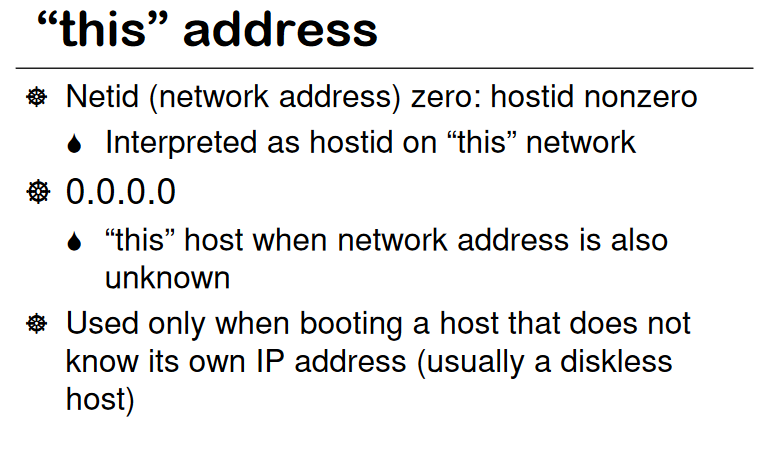 “this” address
Netid (network address) zero: hostid nonzero
Interpreted as hostid on “this” network
0.0.0.0
“this” host when network address is also
unknown
Used only when booting a host that does not
know its own IP address (usually a diskless
host)